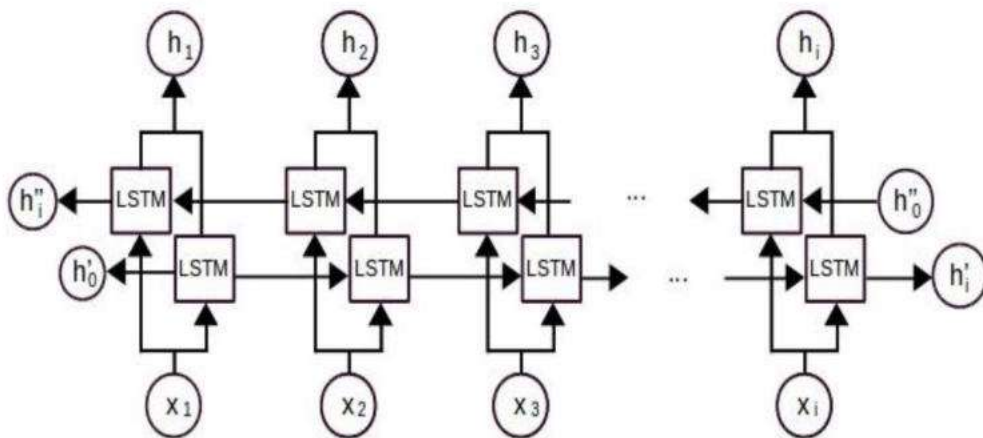 h1 h2 h3 hi
h''i LSTM LSTM LSTM ... LSTM h''0
h'0 LSTM LSTM LSTM ... LSTM h'i
x1 x2 x3 xi